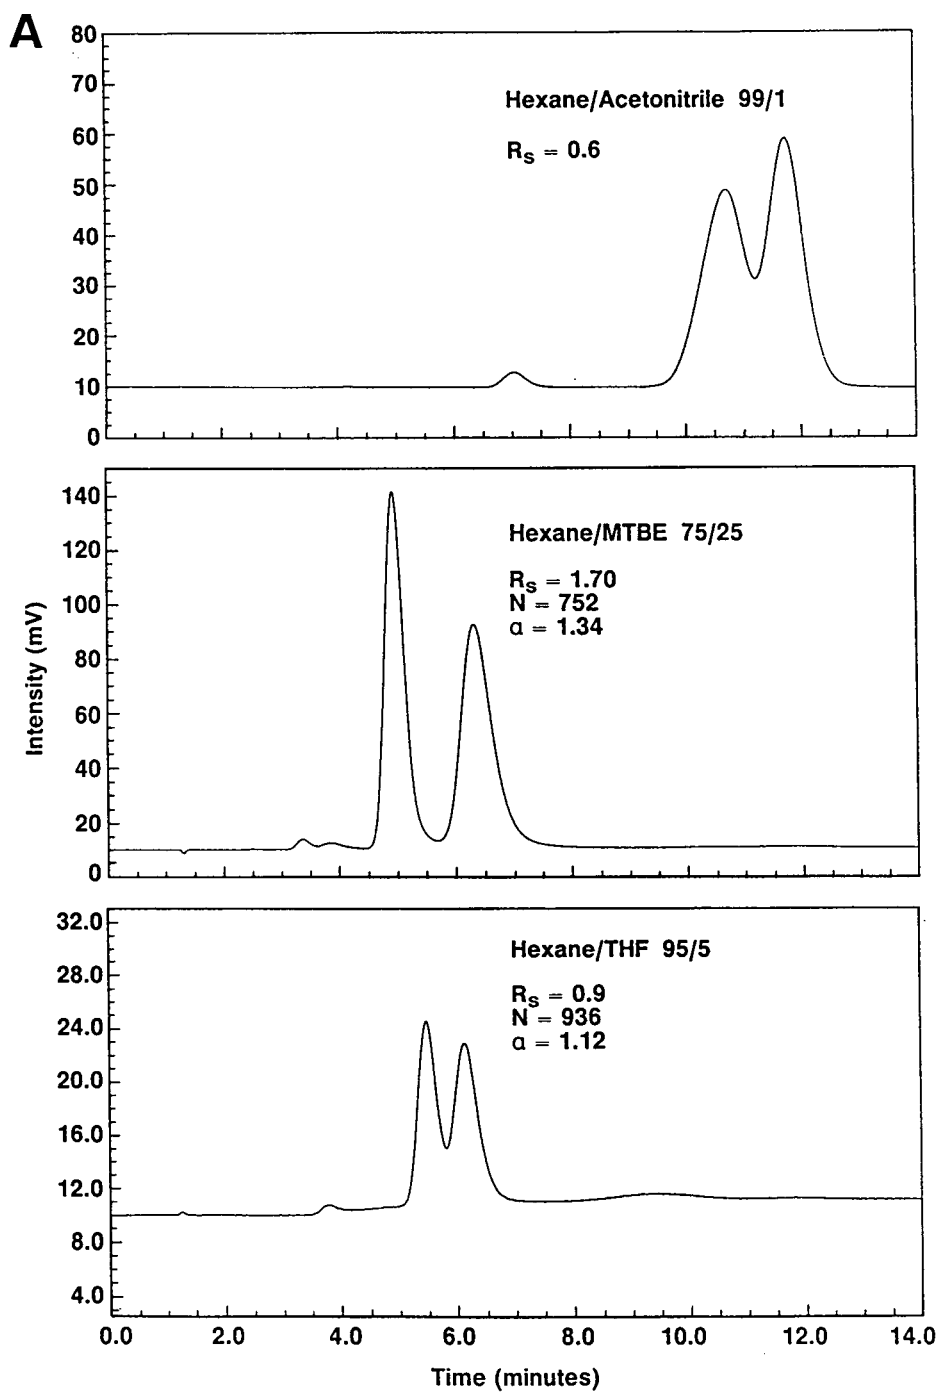 A
80
70
60
50
40
30
20
10
0
Hexane/Acetonitrile 99/1
Rs = 0.6
140
120
100
80
60
40
20
0
Hexane/MTBE 75/25
Rs = 1.70
N = 752
α = 1.34
Intensity (mV)
32.0
28.0
24.0
20.0
16.0
12.0
8.0
4.0
Hexane/THF 95/5
Rs = 0.9
N = 936
α = 1.12
0.0 2.0 4.0 6.0 8.0 10.0 12.0 14.0
Time (minutes)